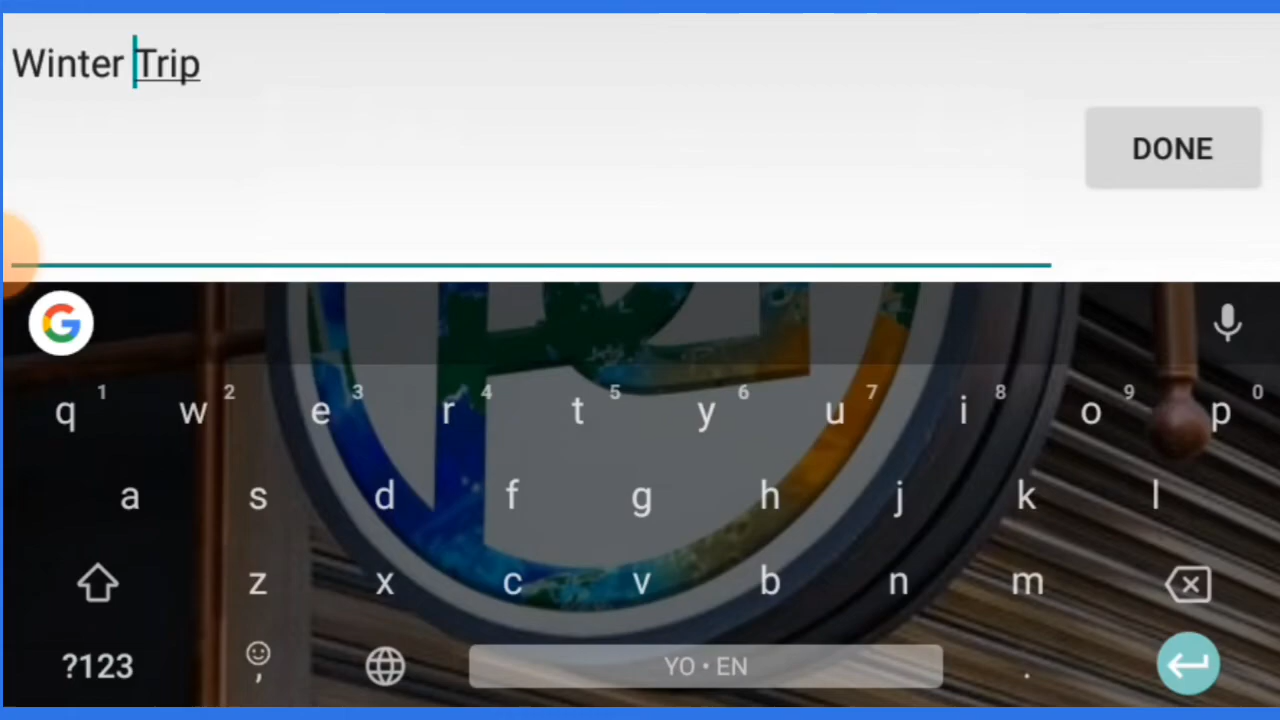 Winter Trip
DONE
q 1 w 2 e 3 r 4 t 5 y 6 u 7 i 8 o 9 p 0
a s d f g h j k l
z x c v b n m
?123 , YO • EN .